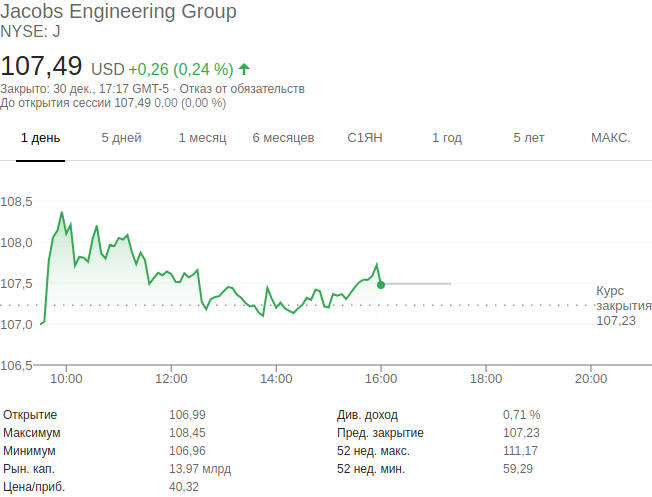 Jacobs Engineering Group
NYSE: J
107,49 USD +0,26 (0,24 %)
Закрыто: 30 дек., 17:17 GMT-5 · Отказ от обязательств
До открытия сессии 107,49 0,00 (0,00 %)
1 день 5 дней 1 месяц 6 месяцев С1ЯН 1 год 5 лет МАКС.
108,5
108,0
107,5
Курс закрытия 107,23
107,0
106,5
10:00 12:00 14:00 16:00 18:00 20:00
Открытие 106,99 Див. доход 0,71 %
Максимум 108,45 Пред. закрытие 107,23
Минимум 106,96 52 нед. макс. 111,17
Рын. кап. 13,97 млрд 52 нед. мин. 59,29
Цена/приб. 40,32